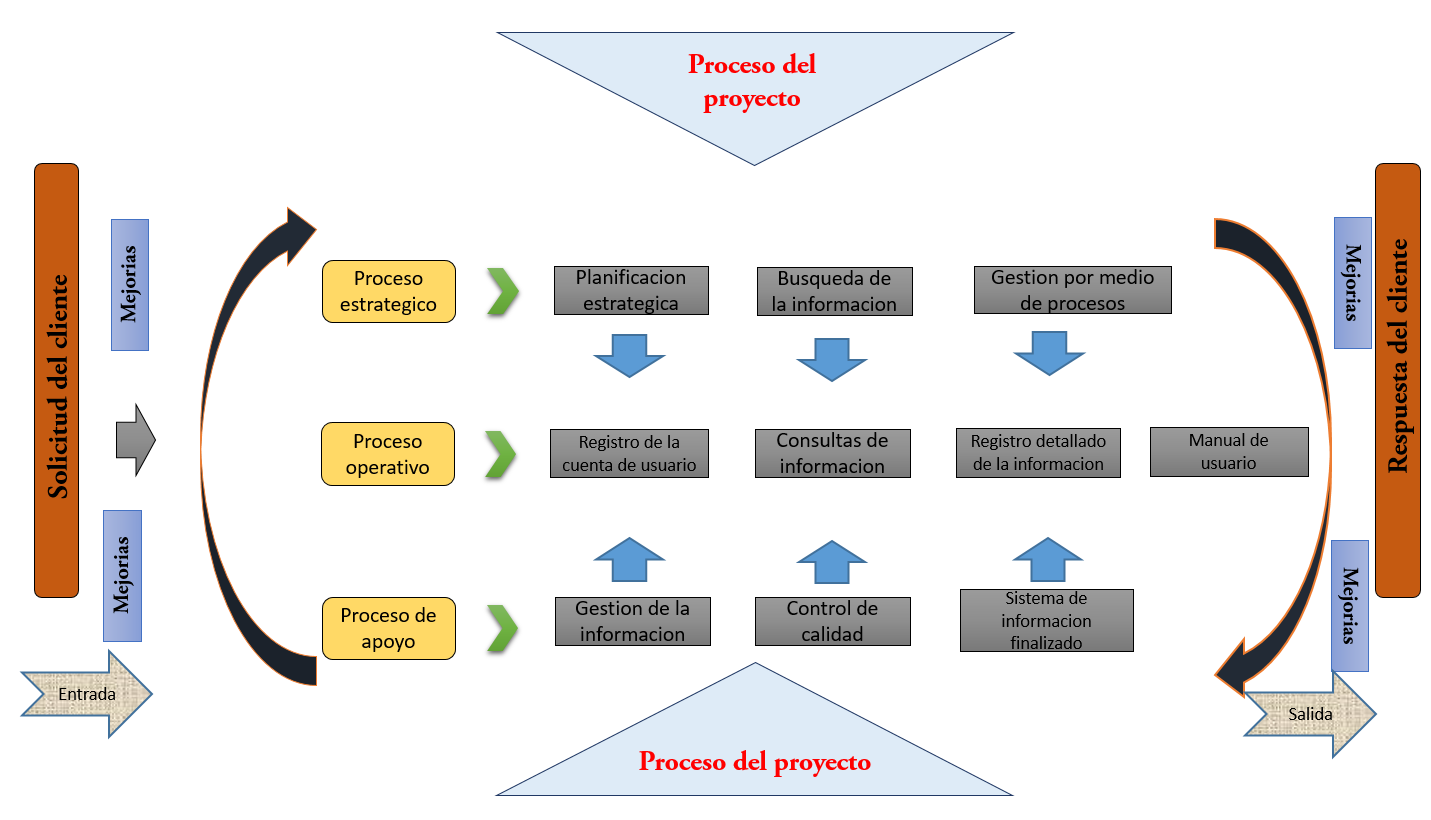 Proceso del
proyecto
Solicitud del cliente
Mejorias
Mejorias
Entrada
Proceso
estrategico
Planificacion
estrategica
Busqueda de
la informacion
Gestion por medio
de procesos
Proceso
operativo
Registro de la
cuenta de usuario
Consultas de
informacion
Registro detallado
de la informacion
Manual de
usuario
Proceso de
apoyo
Gestion de la
informacion
Control de
calidad
Sistema de
informacion
finalizado
Mejorias
Mejorias
Respuesta del cliente
Salida
Proceso del proyecto